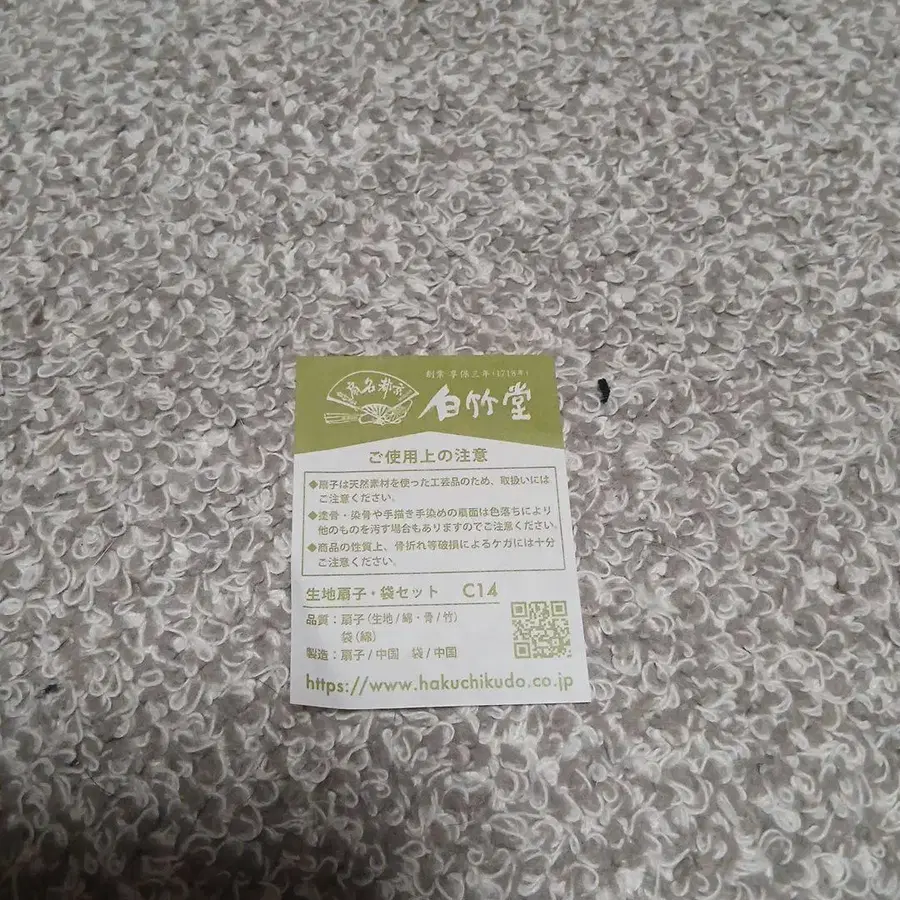 創業 享保三年(1718年)
京都名扇
白竹堂
ご使用上の注意
◆扇子は天然素材を使った工芸品のため、取扱いには
ご注意ください。
◆塗骨・染骨や手描き手染めの扇面は色落ちにより
他のものを汚す場合もありますのでご注意ください。
◆商品の性質上、骨折れ等破損によるケガには十分
ご注意ください。
生地扇子・袋セット C14
品質:扇子(生地/綿・骨/竹)
袋(綿)
製造:扇子/中国 袋/中国
https://www.hakuchikudo.co.jp